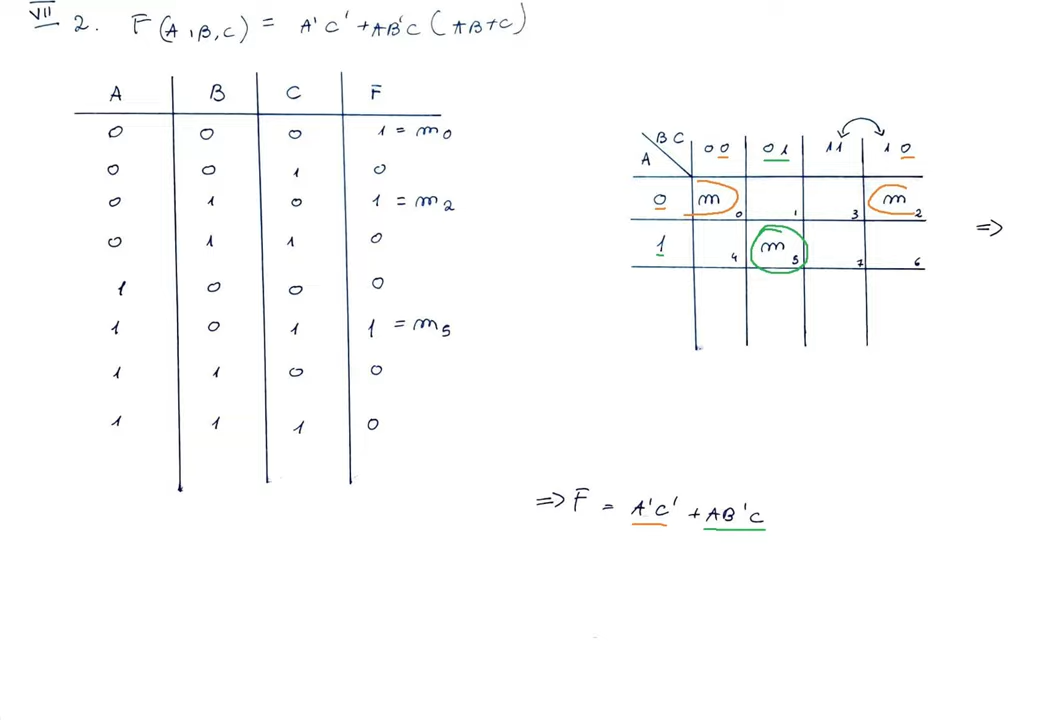 VII 2. F(A,B,C) = A'C' + AB'C (AB+C)
A B C F
0 0 0 1 = m0
0 0 1 0
0 1 0 1 = m2
0 1 1 0
1 0 0 0
1 0 1 1 = m5
1 1 0 0
1 1 1 0
A BC 00 01 11 10
0 m 0 1 3 m 2
1 4 m 5 7 6
=>
=> F = A'C' + AB'C